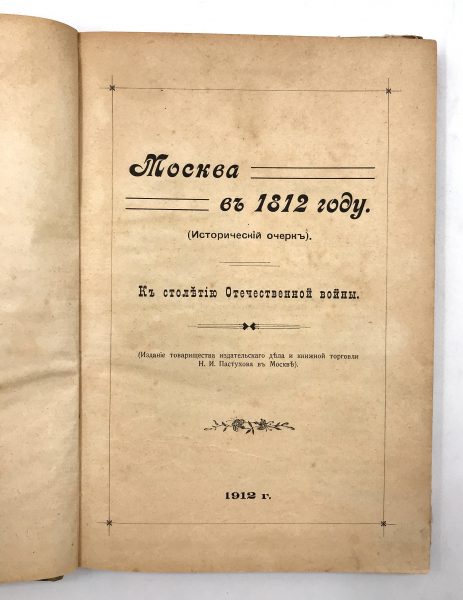 Москва
въ 1812 году.
(Историческій очеркъ).
Къ столѣтію Отечественной войны.
(Изданіе товарищества издательскаго дѣла и книжной торговли
Н. И. Пастухова въ Москвѣ).
1912 г.